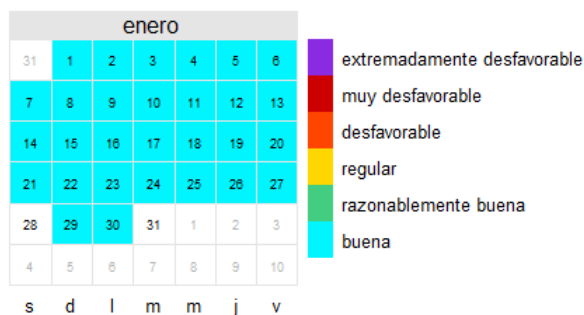 enero
31 1 2 3 4 5 6
7 8 9 10 11 12 13
14 15 16 17 18 19 20
21 22 23 24 25 26 27
28 29 30 31 1 2 3
4 5 6 7 8 9 10
s d l m m j v
extremadamente desfavorable
muy desfavorable
desfavorable
regular
razonablemente buena
buena